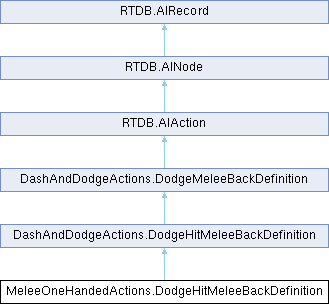 RTDB.AIRecord
RTDB.AINode
RTDB.AIAction
DashAndDodgeActions.DodgeMeleeBackDefinition
DashAndDodgeActions.DodgeHitMeleeBackDefinition
MeleeOneHandedActions.DodgeHitMeleeBackDefinition